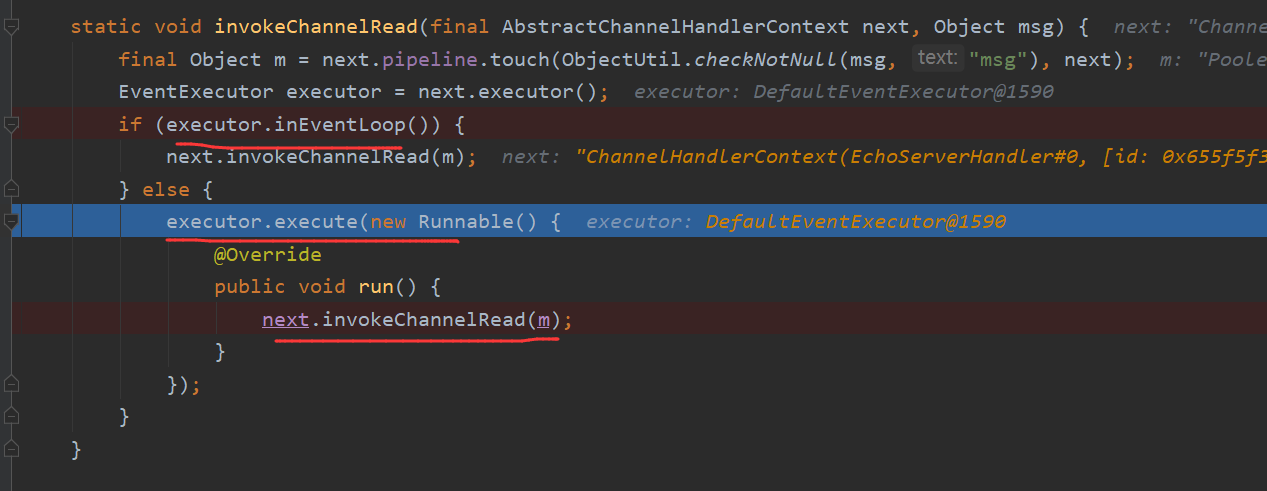 static void invokeChannelRead(final AbstractChannelHandlerContext next, Object msg) { next: "Channe
final Object m = next.pipeline.touch(ObjectUtil.checkNotNull(msg, text: "msg"), next); m: "Poole
EventExecutor executor = next.executor(); executor: DefaultEventExecutor@1590
if (executor.inEventLoop()) {
next.invokeChannelRead(m); next: "ChannelHandlerContext(EchoServerHandler#0, [id: 0x655f5f3
} else {
executor.execute(new Runnable() { executor: DefaultEventExecutor@1590
@Override
public void run() {
next.invokeChannelRead(m);
}
});
}
}